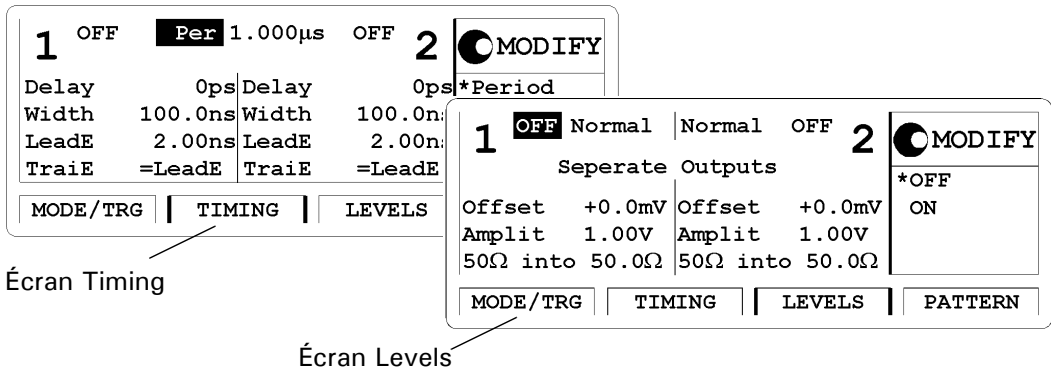 1 OFF Per 1.000µs OFF 2 MODIFY
Delay 0ps Delay 0ps *Period
Width 100.0ns Width 100.0n
LeadE 2.00ns LeadE 2.00n
TraiE =LeadE TraiE =LeadE
MODE/TRG TIMING LEVELS
Écran Timing
1 OFF Normal Normal OFF 2 MODIFY
Seperate Outputs
*OFF
ON
Offset +0.0mV Offset +0.0mV
Amplit 1.00V Amplit 1.00V
50Ω into 50.0Ω 50Ω into 50.0Ω
MODE/TRG TIMING LEVELS PATTERN
Écran Levels